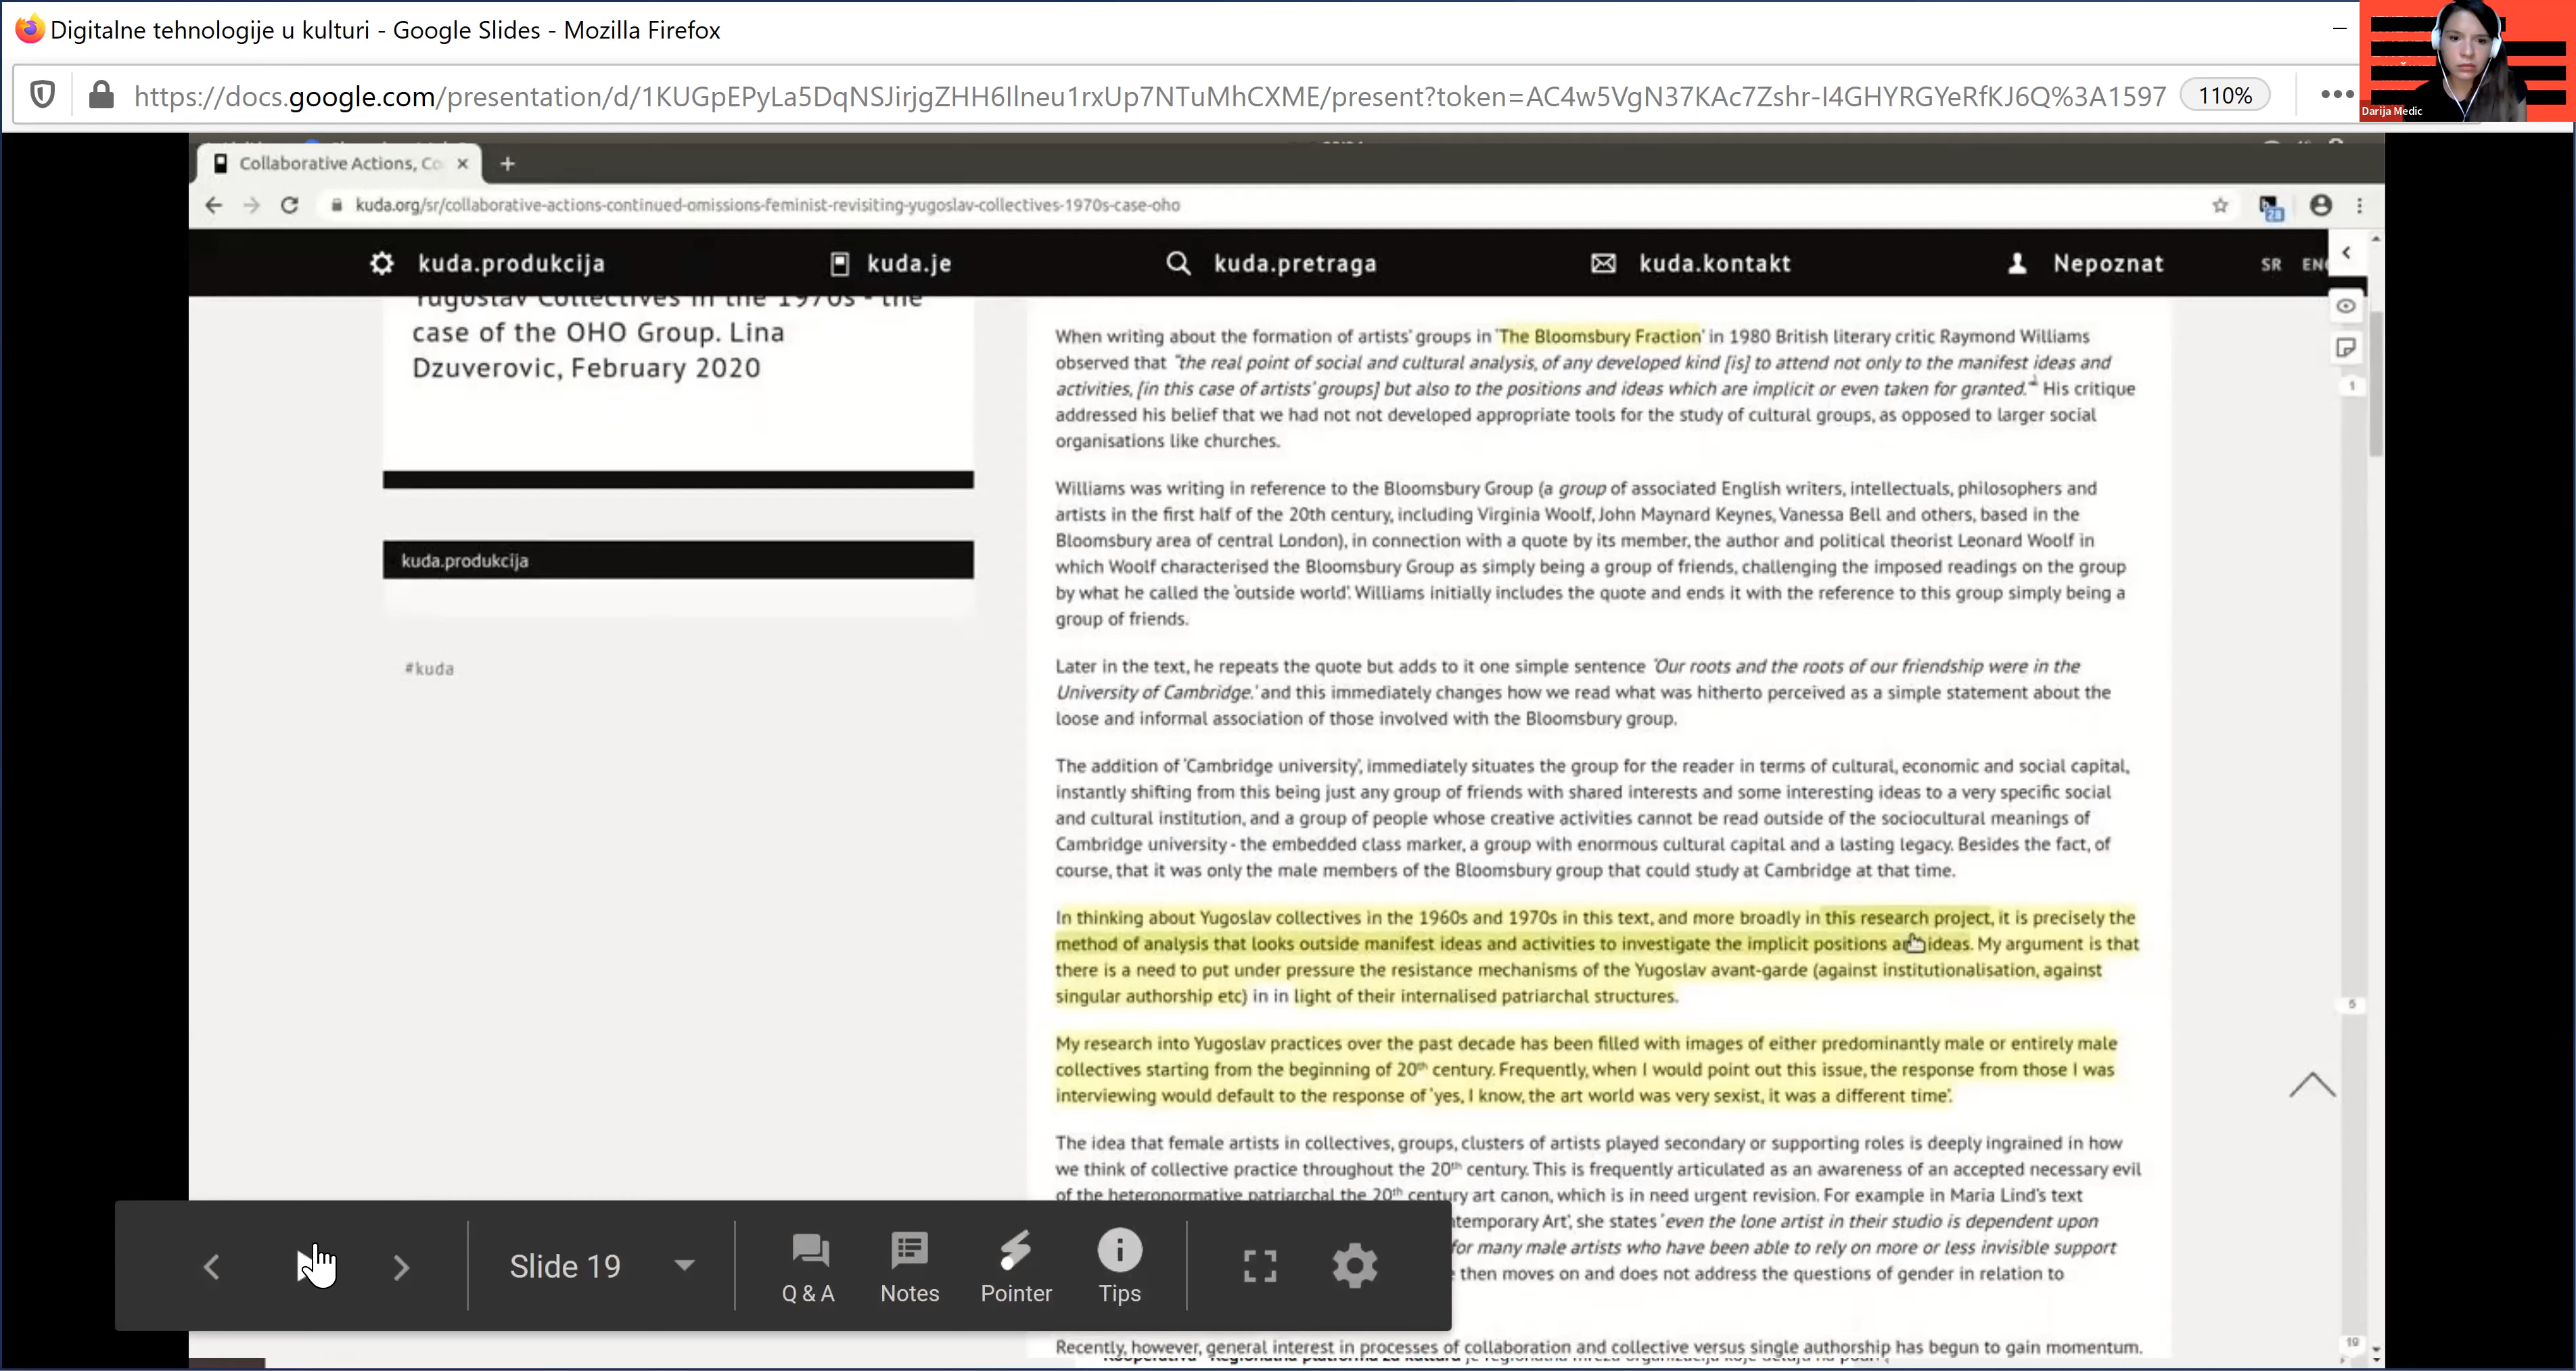 Digitalne tehnologije u kulturi - Google Slides - Mozilla Firefox
https://docs.google.com/presentation/d/1KUGpEPyLa5DqNSJirjgZHH6Ilneu1rxUp7NTuMhCXME/present?token=AC4w5VgN37KAc7Zshr-I4GHYRGYeRfKJ6Q%3A1597
110%
Darija Medic
Collaborative Actions, Co
kuda.org/sr/collaborative-actions-continued-omissions-feminist-revisiting-yugoslav-collectives-1970s-case-oho
kuda.produkcija
kuda.je
kuda.pretraga
kuda.kontakt
Nepoznat
SR EN
Yugoslav Collectives in the 1970s - the
case of the OHO Group. Lina
Dzuverovic, February 2020
kuda.produkcija
#kuda
When writing about the formation of artists' groups in 'The Bloomsbury Fraction' in 1980 British literary critic Raymond Williams
observed that "the real point of social and cultural analysis, of any developed kind [is] to attend not only to the manifest ideas and
activities, [in this case of artists' groups] but also to the positions and ideas which are implicit or even taken for granted." His critique
addressed his belief that we had not not developed appropriate tools for the study of cultural groups, as opposed to larger social
organisations like churches.
Williams was writing in reference to the Bloomsbury Group (a group of associated English writers, intellectuals, philosophers and
artists in the first half of the 20th century, including Virginia Woolf, John Maynard Keynes, Vanessa Bell and others, based in the
Bloomsbury area of central London), in connection with a quote by its member, the author and political theorist Leonard Woolf in
which Woolf characterised the Bloomsbury Group as simply being a group of friends, challenging the imposed readings on the group
by what he called the 'outside world'. Williams initially includes the quote and ends it with the reference to this group simply being a
group of friends.
Later in the text, he repeats the quote but adds to it one simple sentence 'Our roots and the roots of our friendship were in the
University of Cambridge.' and this immediately changes how we read what was hitherto perceived as a simple statement about the
loose and informal association of those involved with the Bloomsbury group.
The addition of 'Cambridge university', immediately situates the group for the reader in terms of cultural, economic and social capital,
instantly shifting from this being just any group of friends with shared interests and some interesting ideas to a very specific social
and cultural institution, and a group of people whose creative activities cannot be read outside of the sociocultural meanings of
Cambridge university - the embedded class marker, a group with enormous cultural capital and a lasting legacy. Besides the fact, of
course, that it was only the male members of the Bloomsbury group that could study at Cambridge at that time.
In thinking about Yugoslav collectives in the 1960s and 1970s in this text, and more broadly in this research project, it is precisely the
method of analysis that looks outside manifest ideas and activities to investigate the implicit positions and ideas. My argument is that
there is a need to put under pressure the resistance mechanisms of the Yugoslav avant-garde (against institutionalisation, against
singular authorship etc) in in light of their internalised patriarchal structures.
My research into Yugoslav practices over the past decade has been filled with images of either predominantly male or entirely male
collectives starting from the beginning of 20th century. Frequently, when I would point out this issue, the response from those I was
interviewing would default to the response of 'yes, I know, the art world was very sexist, it was a different time'.
The idea that female artists in collectives, groups, clusters of artists played secondary or supporting roles is deeply ingrained in how
we think of collective practice throughout the 20th century. This is frequently articulated as an awareness of an accepted necessary evil
of the heteronormative patriarchal the 20th century art canon, which is in need urgent revision. For example in Maria Lind's text
temporary Art', she states 'even the lone artist in their studio is dependent upon
for many male artists who have been able to rely on more or less invisible support
then moves on and does not address the questions of gender in relation to
Recently, however, general interest in processes of collaboration and collective versus single authorship has begun to gain momentum.
1
19
Slide 19
Q & A
Notes
Pointer
Tips